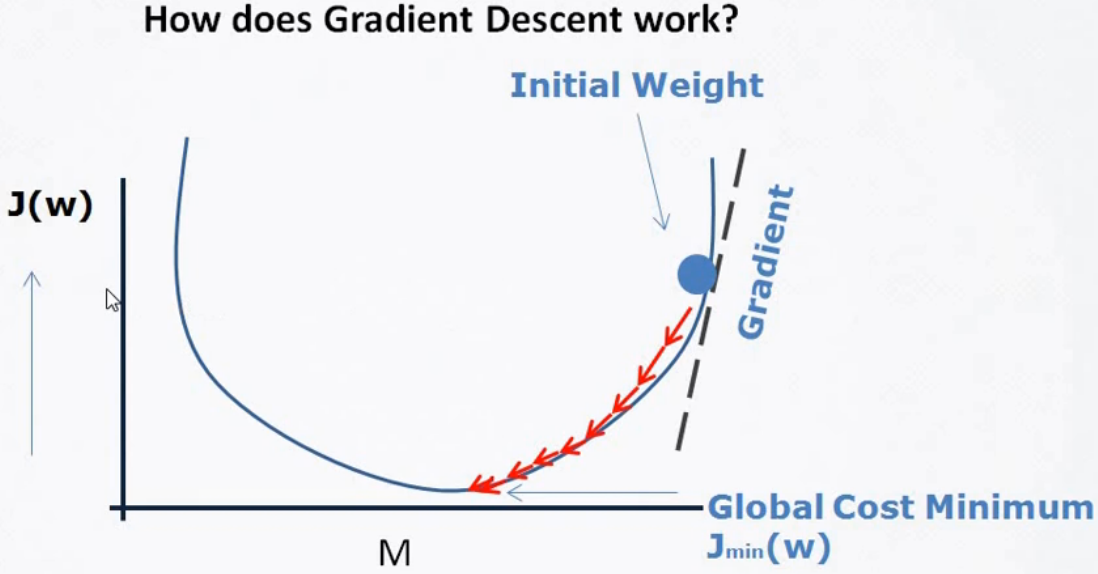 How does Gradient Descent work?
Initial Weight
J(w)
Gradient
Global Cost Minimum
Jmin(w)
M